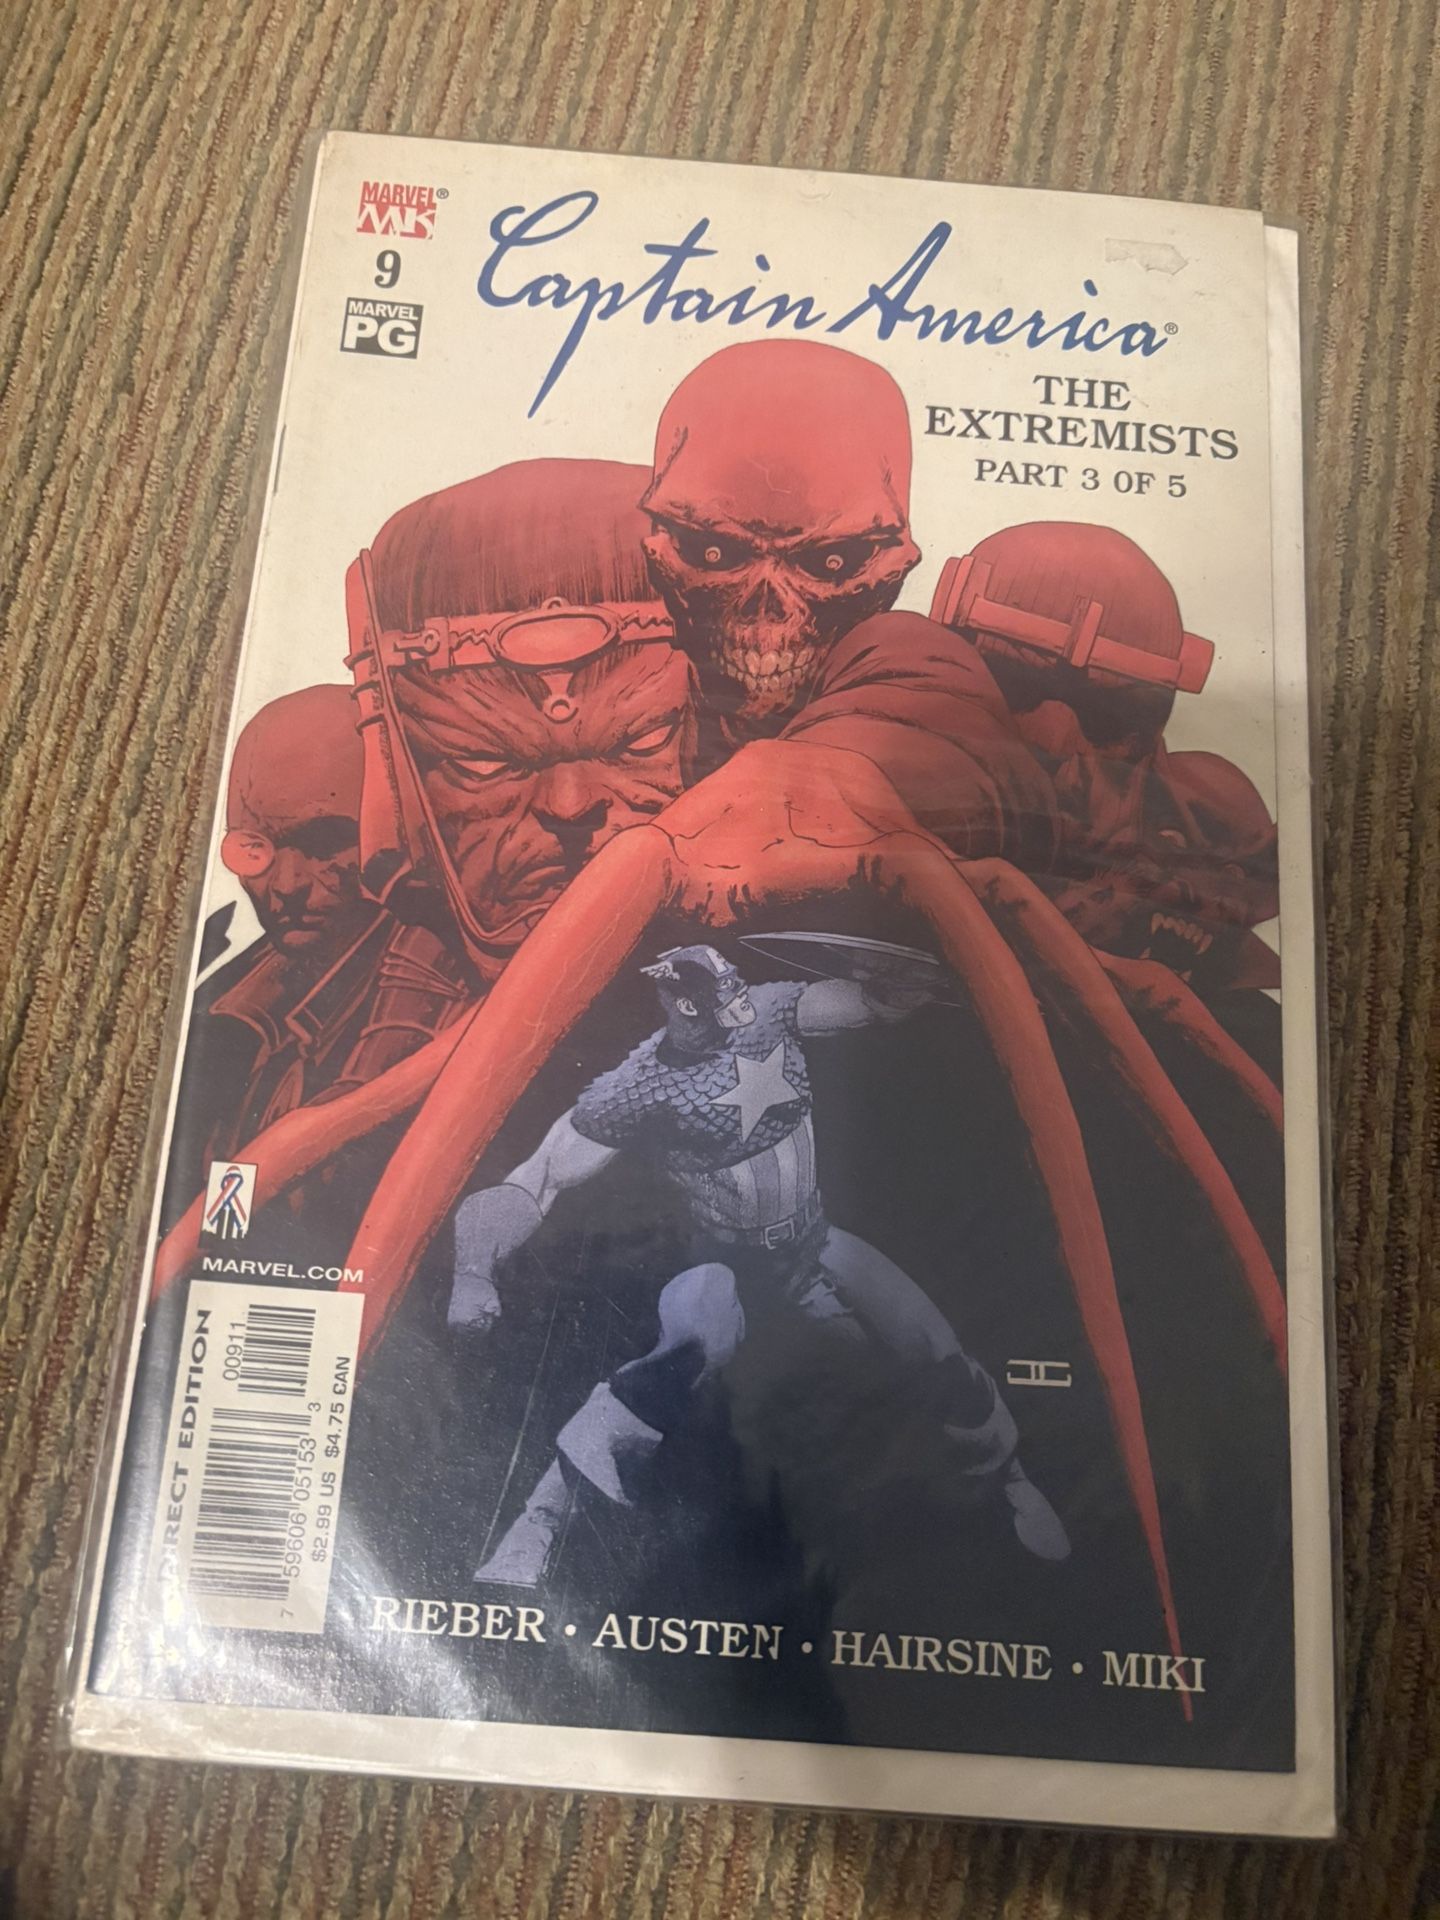 MARVEL®
MK
9
MARVEL
PG
Captain America®
THE
EXTREMISTS
PART 3 OF 5
MARVEL.COM
DIRECT EDITION
00911
7 59606 05153 3
$2.99 US $4.75 CAN
JC
RIEBER • AUSTEN • HAIRSINE • MIKI